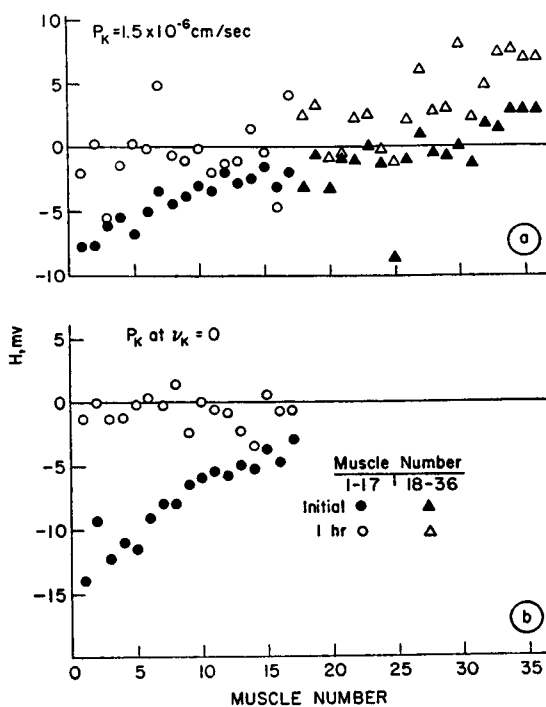 10
P_K = 1.5 x 10^-6 cm/sec
5
0
-5
-10
a
H, mv
P_K at ν_K = 0
5
0
-5
-10
-15
Muscle Number
1-17 18-36
Initial ● ▲
1 hr ○ △
b
0 5 10 15 20 25 30 35
MUSCLE NUMBER